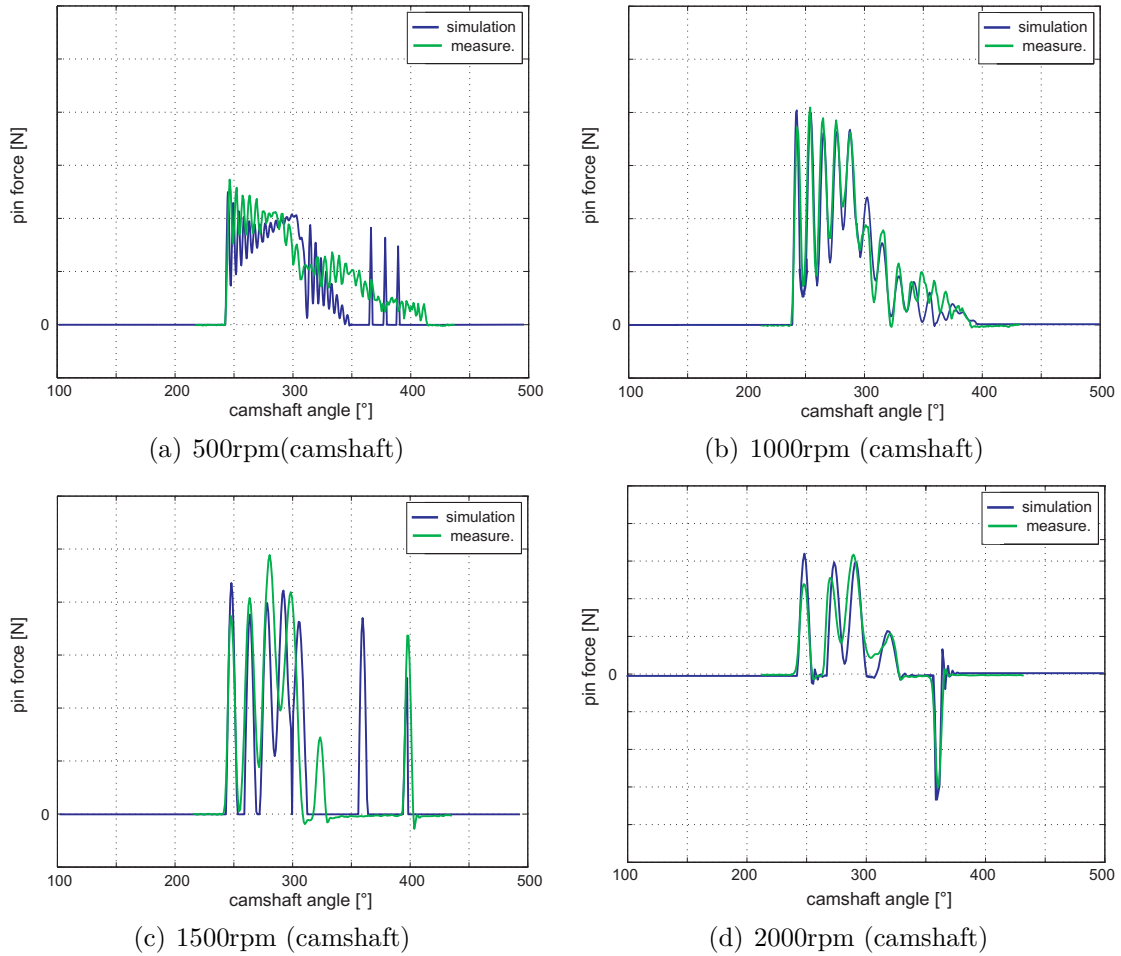 simulation
measure.
pin force [N]
0
100 200 300 400 500
camshaft angle [°]
(a) 500rpm(camshaft)
simulation
measure.
pin force [N]
0
100 200 300 400 500
camshaft angle [°]
(b) 1000rpm (camshaft)
simulation
measure.
pin force [N]
0
100 200 300 400 500
camshaft angle [°]
(c) 1500rpm (camshaft)
simulation
measure.
pin force [N]
0
100 200 300 400 500
camshaft angle [°]
(d) 2000rpm (camshaft)